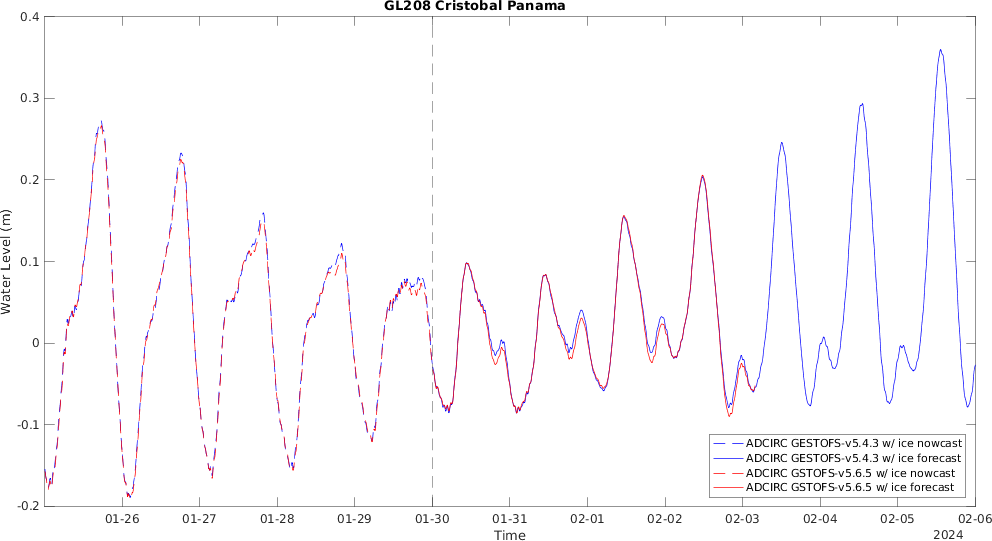 GL208 Cristobal Panama
0.4
0.3
0.2
0.1
0
-0.1
-0.2
Water Level (m)
ADCIRC GESTOFS-v5.4.3 w/ ice nowcast
ADCIRC GESTOFS-v5.4.3 w/ ice forecast
ADCIRC GSTOFS-v5.6.5 w/ ice nowcast
ADCIRC GSTOFS-v5.6.5 w/ ice forecast
01-26 01-27 01-28 01-29 01-30 01-31 02-01 02-02 02-03 02-04 02-05 02-06
Time
2024